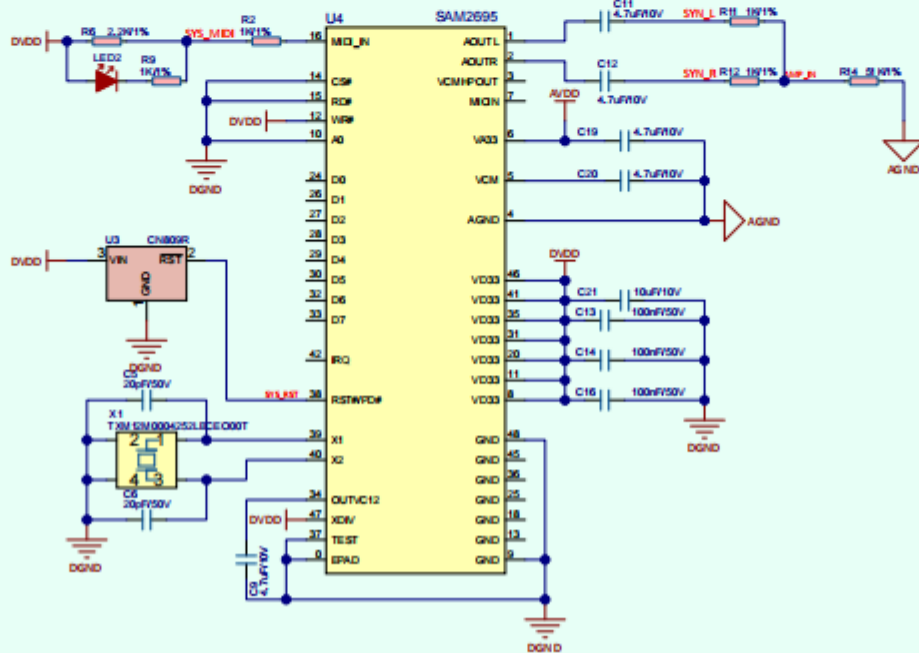 U4
SAM2695
DVDD
R6 2.2K/1%
SYS_MIDI
R2
1K/1%
LED2
R9
1K/1%
16 MIDI_IN
14 CS#
15 RD#
12 WR#
DVDD
10 A0
DGND
24 D0
26 D1
27 D2
28 D3
29 D4
30 D5
32 D6
33 D7
42 IRQ
SYS_RST
38 RST#/PD#
39 X1
40 X2
34 OUTVC12
DVDD
47 XDIV
37 TEST
0 EPAD
C9
4.7uF/10V
U3 CN809R
DVDD
3 VIN
RST 2
GND
1
DGND
C5
20pF/50V
X1
TXM12M0004252LBCEO00T
2 1
4 3
C6
20pF/50V
DGND
AOUTL 1
AOUTR 2
VCMHPOUT 3
MICIN 7
VA33 6
VCM 5
AGND 4
VD33 46
VD33 41
VD33 35
VD33 31
VD33 20
VD33 11
VD33 8
GND 48
GND 45
GND 36
GND 25
GND 18
GND 13
GND 9
DGND
C11
4.7uF/10V
SYN_L
R11 1K/1%
C12
4.7uF/10V
SYN_R
R12 1K/1%
R14 51K/1%
AGND
AVDD
C19 4.7uF/10V
C20 4.7uF/10V
AGND
DVDD
C21 10uF/10V
C13 100nF/50V
C14 100nF/50V
C16 100nF/50V
DGND